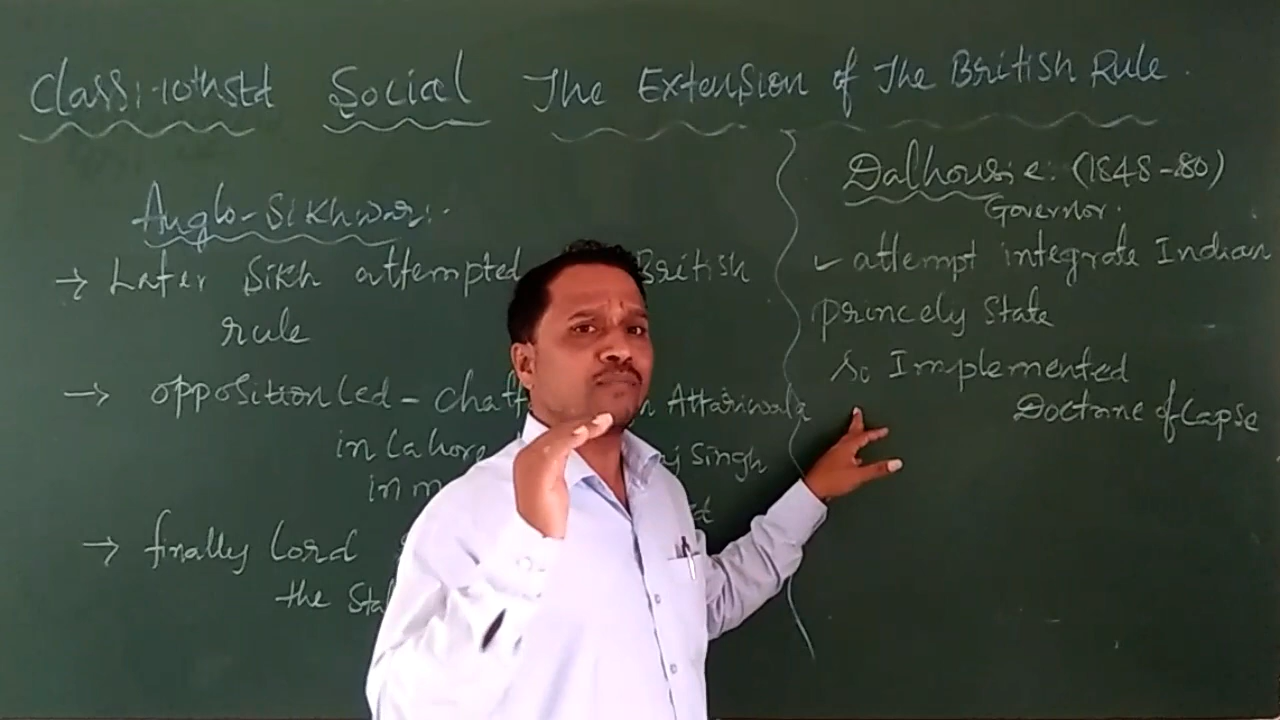 Class:-10thstd Social The Extension of The British Rule.
Anglo-Sikhwar:-
→ Later Sikh attempted British
rule
→ opposition led - Attariwala
in Lahore Singh
in
→ finally Lord
the
Dalhousie: (1848-80)
Governor.
✓ attempt integrate Indian
princely State
So Implemented
Doctrine of Lapse